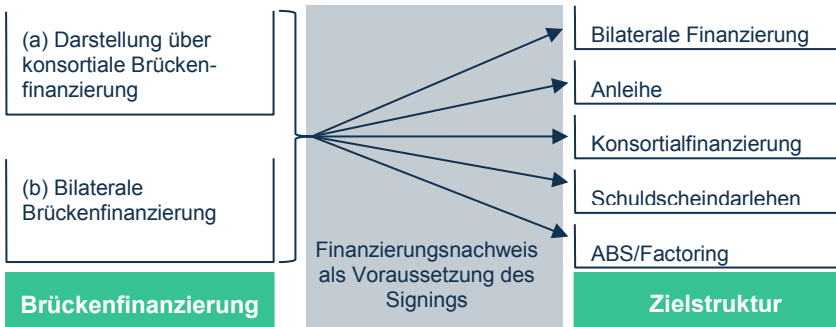 (a) Darstellung über
konsortiale Brücken-
finanzierung
(b) Bilaterale
Brückenfinanzierung
Brückenfinanzierung
Finanzierungsnachweis
als Voraussetzung des
Signings
Bilaterale Finanzierung
Anleihe
Konsortialfinanzierung
Schuldscheindarlehen
ABS/Factoring
Zielstruktur